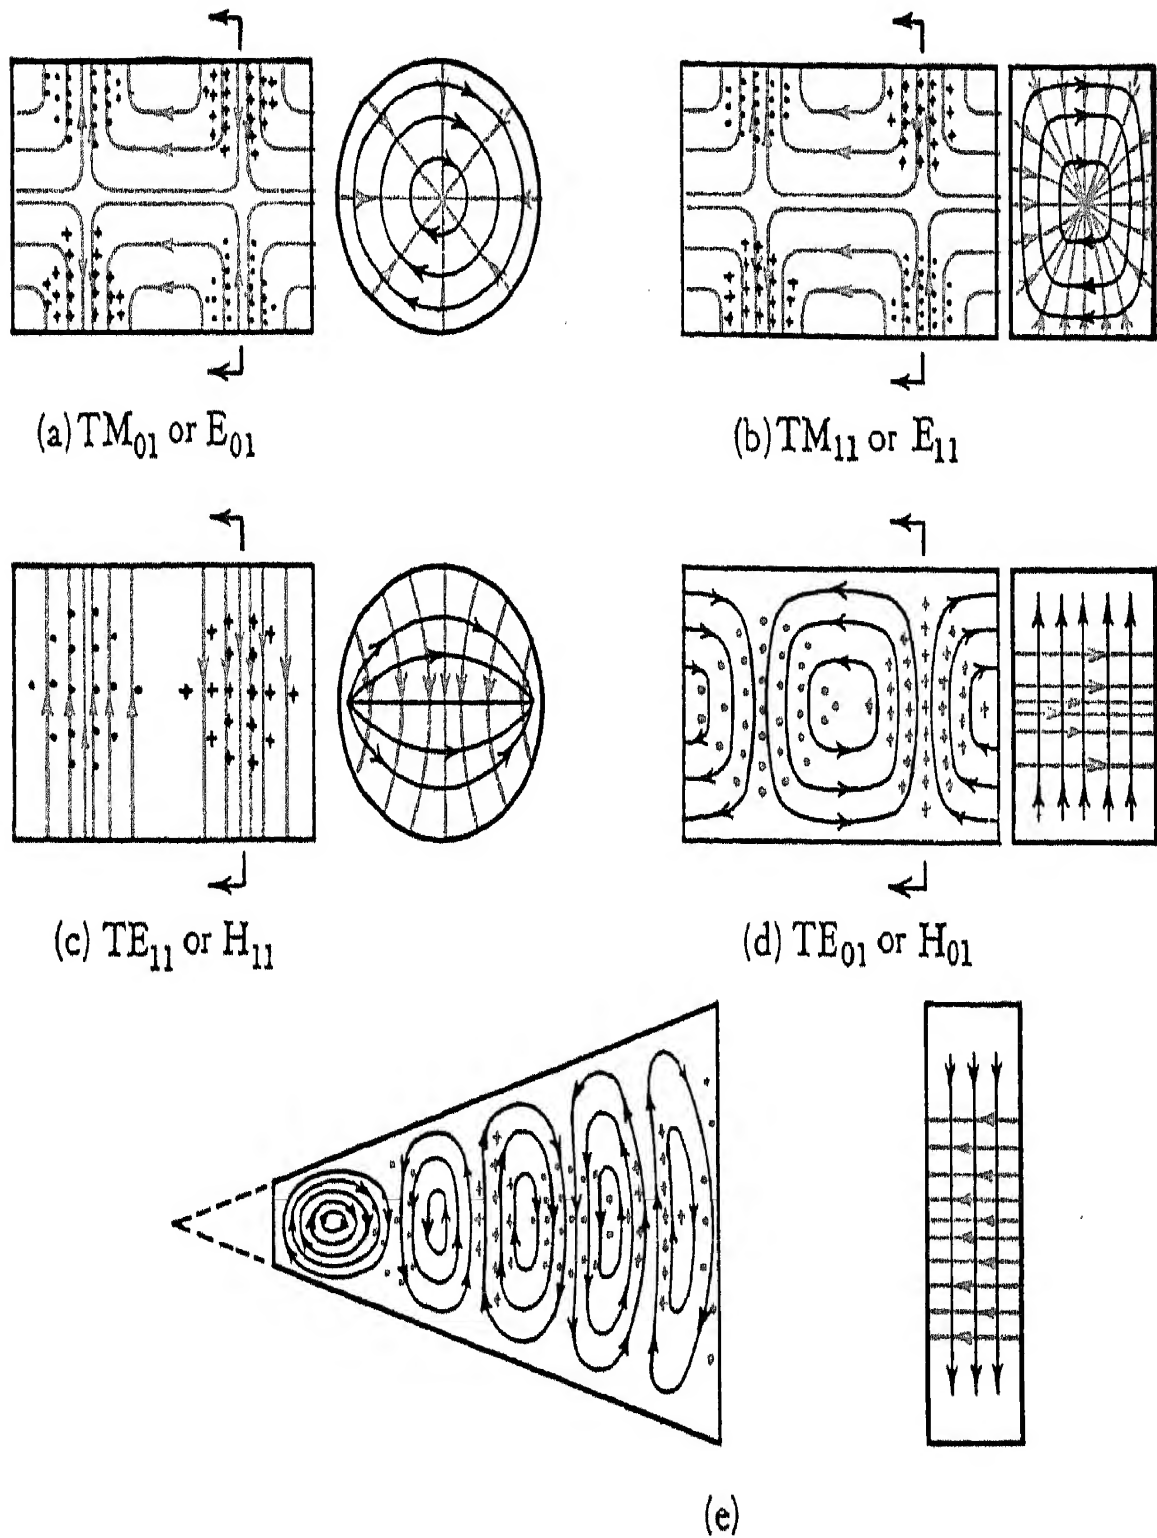 (a) TM₀₁ or E₀₁
(b) TM₁₁ or E₁₁
(c) TE₁₁ or H₁₁
(d) TE₀₁ or H₀₁
(e)